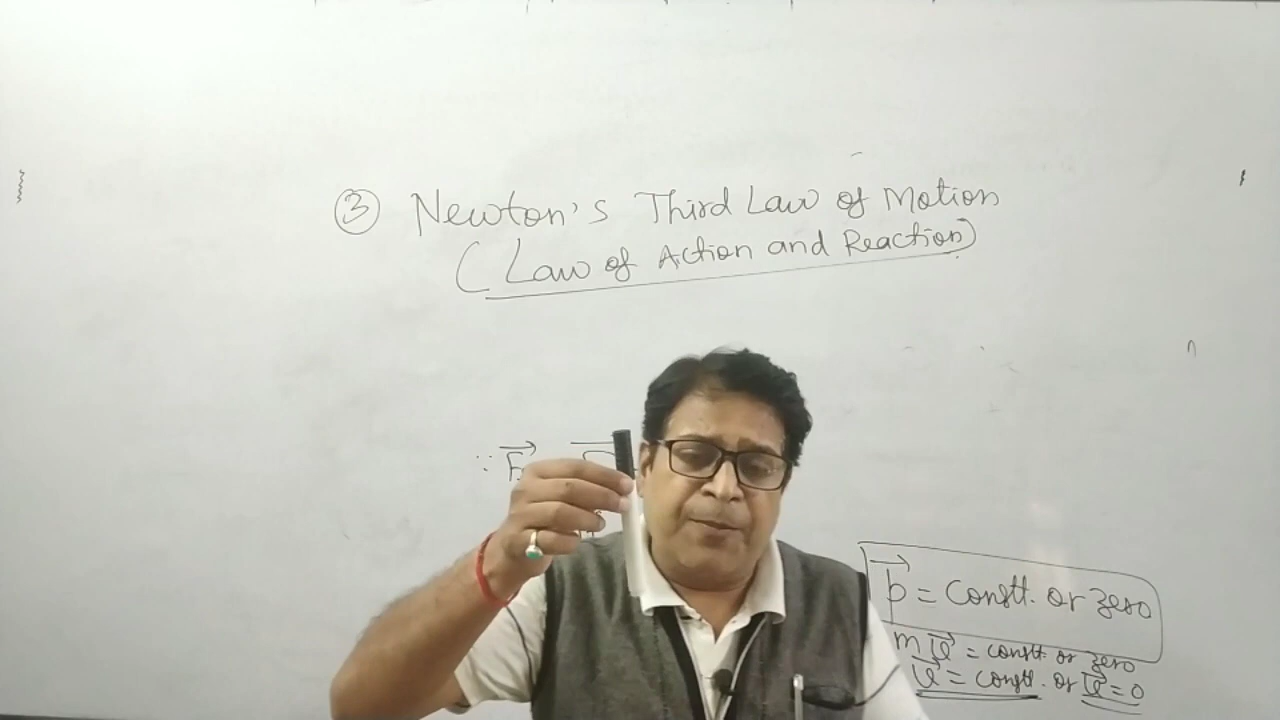 ③ Newton's Third Law of Motion
(Law of Action and Reaction)
∵ F⃗
p⃗ = Constt. or zero
m v⃗ = constt. or zero
v⃗ = constt. or v⃗ = 0